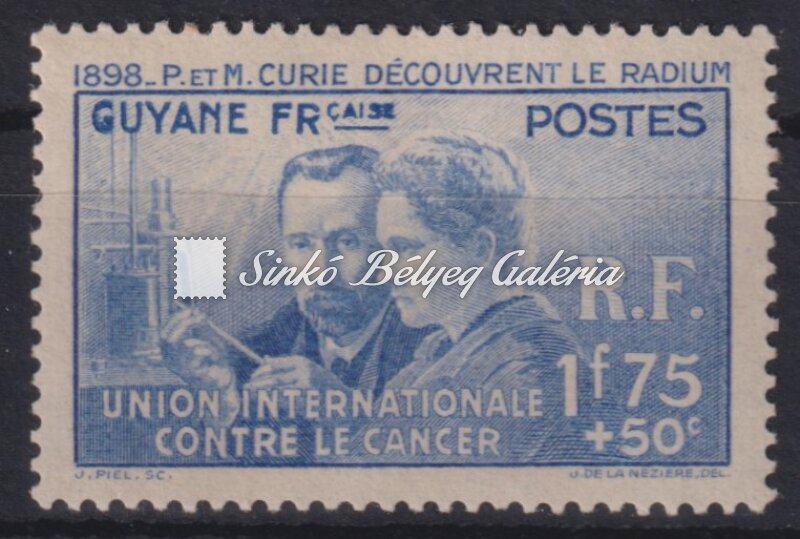 1898_P.ET M. CURIE DÉCOUVRENT LE RADIUM
GUYANE FRÇAISE POSTES
Sinkó Bélyeg Galéria
R.F.
1f75
UNION INTERNATIONALE
+50c
CONTRE LE CANCER
J. PIEL. SC. J. DE LA NEZIERE, DEL.